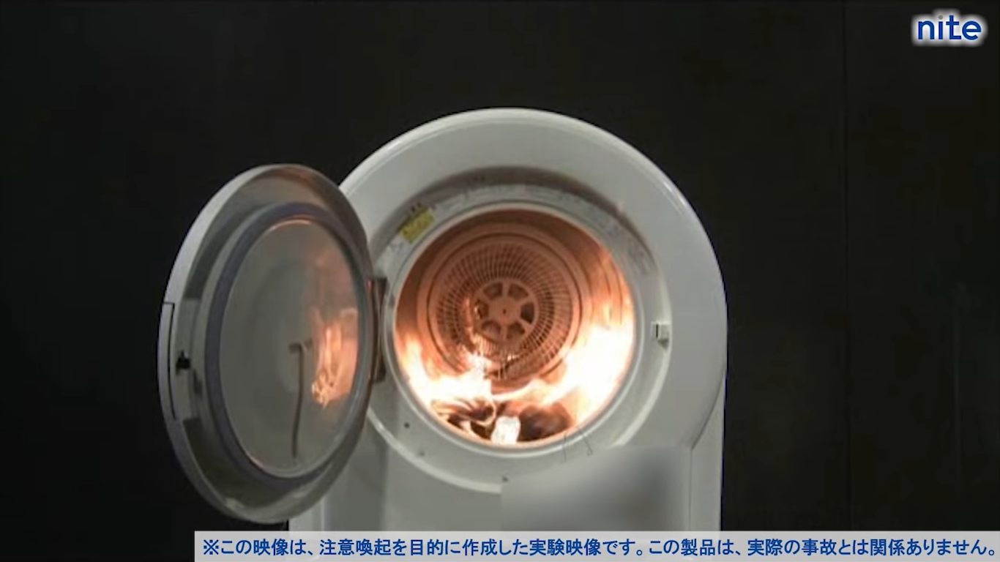 nite
※この映像は、注意喚起を目的に作成した実験映像です。この製品は、実際の事故とは関係ありません。